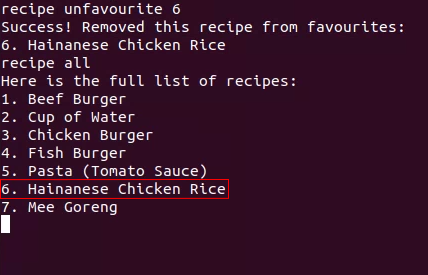 recipe unfavourite 6
Success! Removed this recipe from favourites:
6. Hainanese Chicken Rice
recipe all
Here is the full list of recipes:
1. Beef Burger
2. Cup of Water
3. Chicken Burger
4. Fish Burger
5. Pasta (Tomato Sauce)
6. Hainanese Chicken Rice
7. Mee Goreng